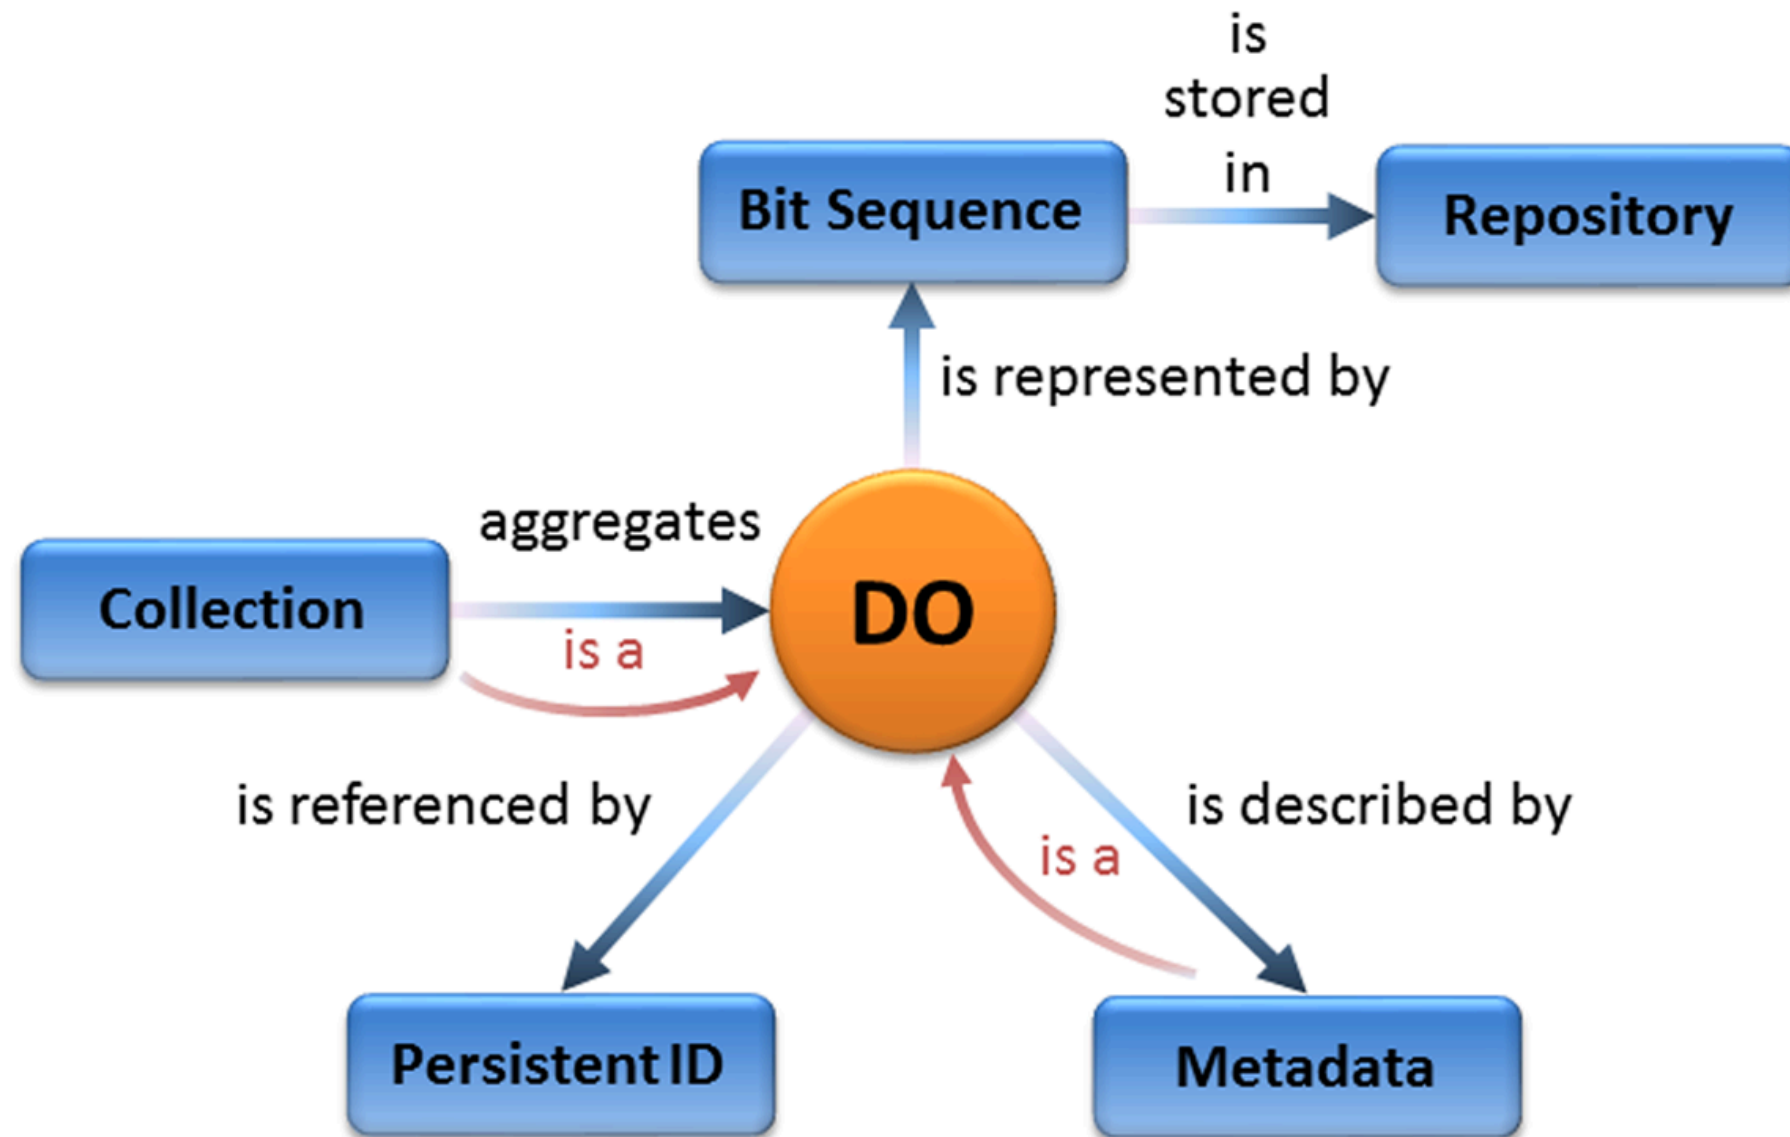 is
stored
in
Bit Sequence
Repository
is represented by
aggregates
Collection
DO
is a
is referenced by
is described by
is a
Persistent ID
Metadata